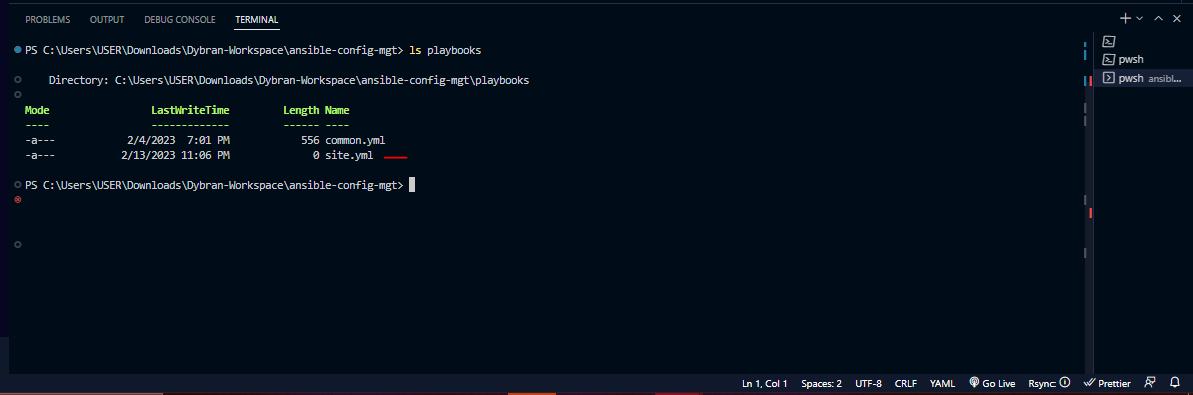 PROBLEMS OUTPUT DEBUG CONSOLE TERMINAL
PS C:\Users\USER\Downloads\Dybran-Workspace\ansible-config-mgt> ls playbooks
pwsh
Directory: C:\Users\USER\Downloads\Dybran-Workspace\ansible-config-mgt\playbooks
pwsh ansibl...
Mode LastWriteTime Length Name
---- ------------- ------ ----
-a--- 2/4/2023 7:01 PM 556 common.yml
-a--- 2/13/2023 11:06 PM 0 site.yml
PS C:\Users\USER\Downloads\Dybran-Workspace\ansible-config-mgt>
Ln 1, Col 1 Spaces: 2 UTF-8 CRLF YAML Go Live Rsync: Prettier